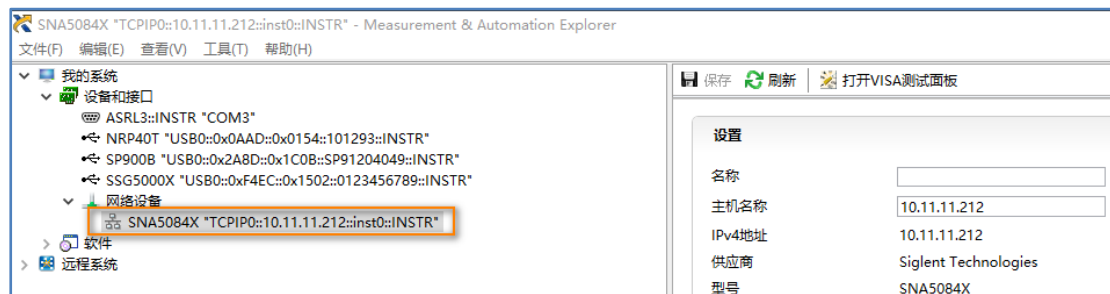 SNA5084X "TCPIP0::10.11.11.212::inst0::INSTR" - Measurement & Automation Explorer
文件(F) 编辑(E) 查看(V) 工具(T) 帮助(H)
我的系统
设备和接口
ASRL3::INSTR "COM3"
NRP40T "USB0::0x0AAD::0x0154::101293::INSTR"
SP900B "USB0::0x2A8D::0x1C0B::SP91204049::INSTR"
SSG5000X "USB0::0xF4EC::0x1502::0123456789::INSTR"
网络设备
SNA5084X "TCPIP0::10.11.11.212::inst0::INSTR"
软件
远程系统
保存 刷新 打开VISA测试面板
设置
名称
主机名称 10.11.11.212
IPv4地址 10.11.11.212
供应商 Siglent Technologies
型号 SNA5084X